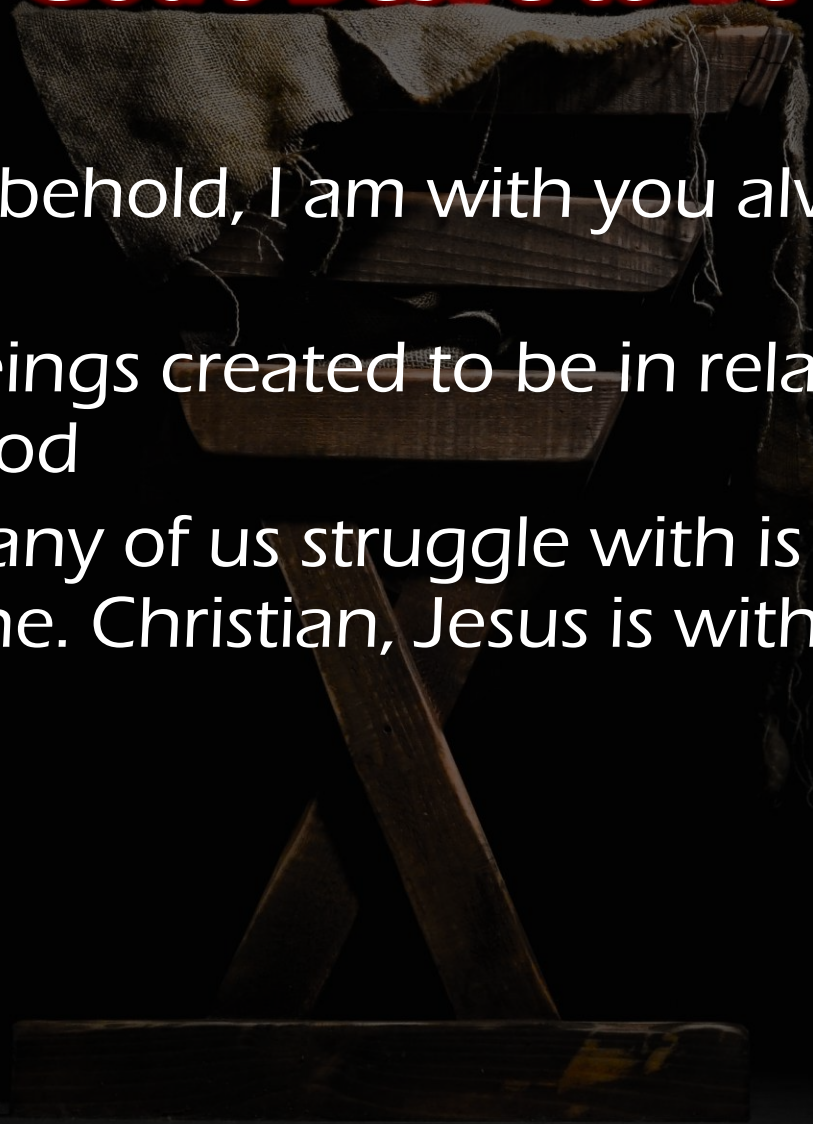 behold, I am with you alw
eings created to be in rela
od
any of us struggle with is
ne. Christian, Jesus is with